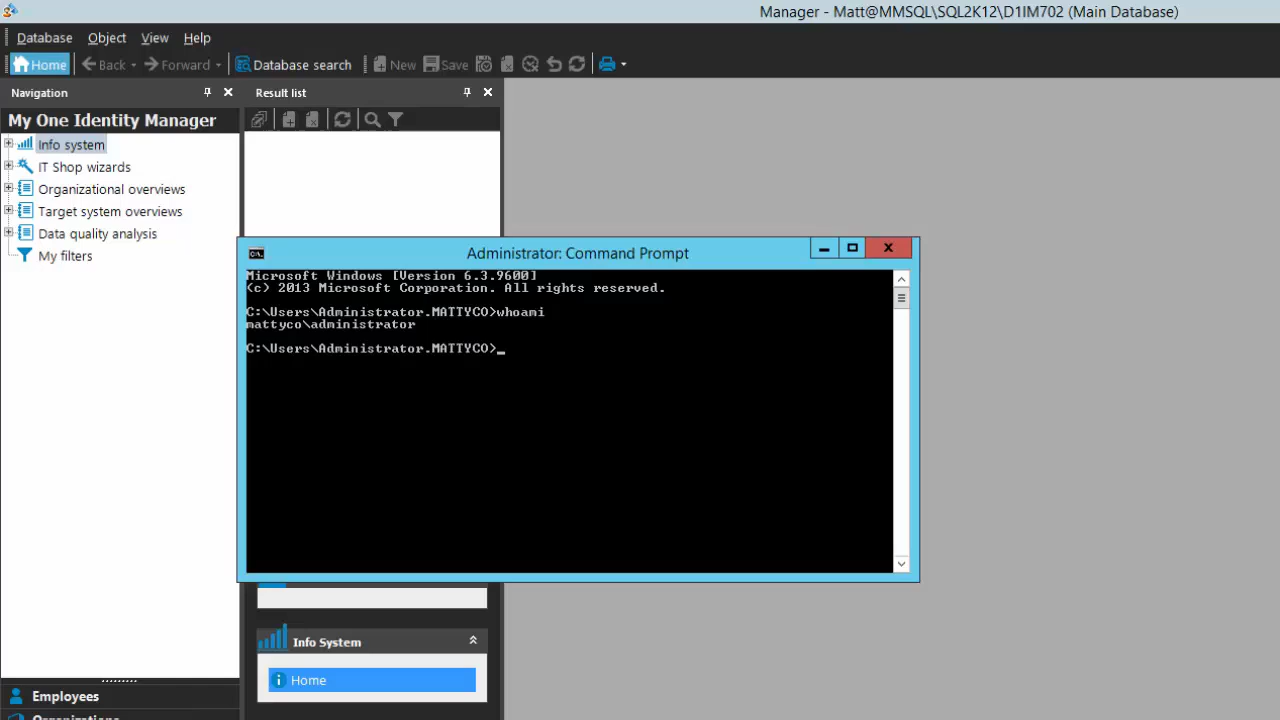 Manager - Matt@MMSQL\SQL2K12\D1IM702 (Main Database)
Database Object View Help
Home Back Forward Database search New Save
Navigation
Result list
My One Identity Manager
Info system
IT Shop wizards
Organizational overviews
Target system overviews
Data quality analysis
My filters
Administrator: Command Prompt
Microsoft Windows [Version 6.3.9600]
(c) 2013 Microsoft Corporation. All rights reserved.
C:\Users\Administrator.MATTYCO>whoami
mattyco\administrator
C:\Users\Administrator.MATTYCO>_
Info System
Home
Employees
Organizations